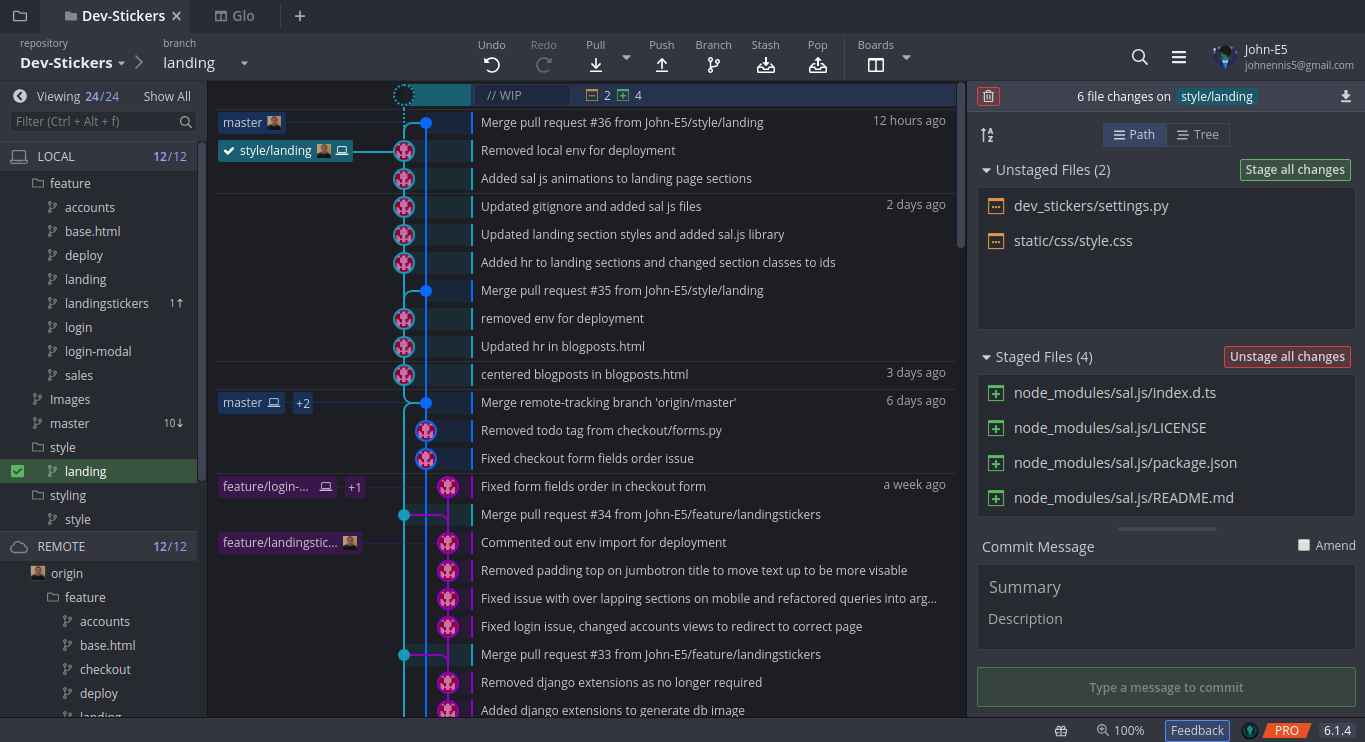 Dev-Stickers
Glo
repository
Dev-Stickers
branch
landing
Undo
Redo
Pull
Push
Branch
Stash
Pop
Boards
John-E5
johnennis5@gmail.com
Viewing 24/24
Show All
Filter (Ctrl + Alt + f)
LOCAL 12/12
feature
accounts
base.html
deploy
landing
landingstickers 1↑
login
login-modal
sales
Images
master 10↓
style
landing
styling
style
REMOTE 12/12
origin
feature
accounts
base.html
checkout
deploy
landing
// WIP 2 4
master Merge pull request #36 from John-E5/style/landing 12 hours ago
style/landing Removed local env for deployment
Added sal js animations to landing page sections
Updated gitignore and added sal js files 2 days ago
Updated landing section styles and added sal.js library
Added hr to landing sections and changed section classes to ids
Merge pull request #35 from John-E5/style/landing
removed env for deployment
Updated hr in blogposts.html
centered blogposts in blogposts.html 3 days ago
master +2 Merge remote-tracking branch 'origin/master' 6 days ago
Removed todo tag from checkout/forms.py
Fixed checkout form fields order issue
feature/login-... +1 Fixed form fields order in checkout form a week ago
Merge pull request #34 from John-E5/feature/landingstickers
feature/landingstic... Commented out env import for deployment
Removed padding top on jumbotron title to move text up to be more visable
Fixed issue with over lapping sections on mobile and refactored queries into arg...
Fixed login issue, changed accounts views to redirect to correct page
Merge pull request #33 from John-E5/feature/landingstickers
Removed django extensions as no longer required
Added django extensions to generate db image
6 file changes on style/landing
Path
Tree
Unstaged Files (2)
Stage all changes
dev_stickers/settings.py
static/css/style.css
Staged Files (4)
Unstage all changes
node_modules/sal.js/index.d.ts
node_modules/sal.js/LICENSE
node_modules/sal.js/package.json
node_modules/sal.js/README.md
Commit Message
Amend
Summary
Description
Type a message to commit
100%
Feedback
PRO
6.1.4